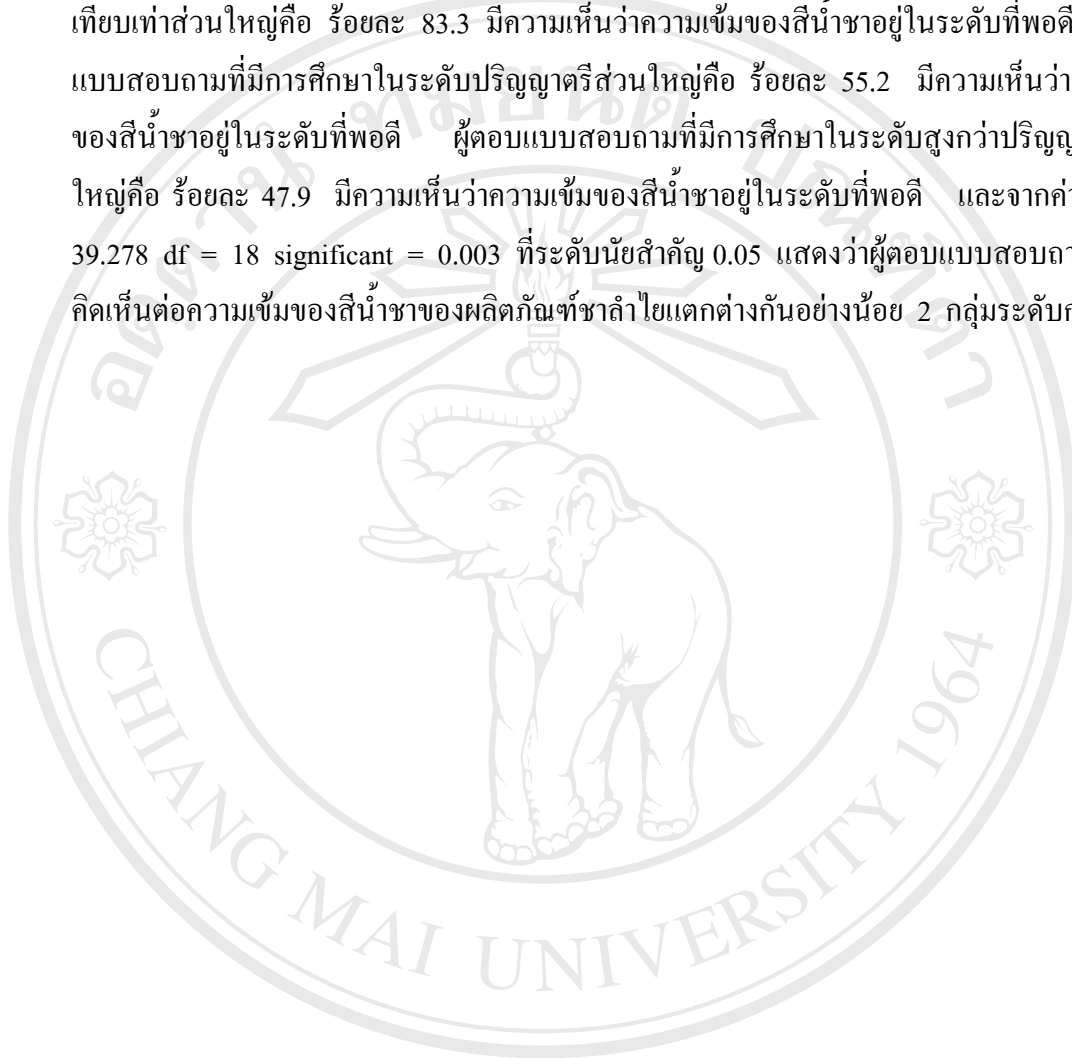 เทียบเท่าส่วนใหญ่คือ ร้อยละ 83.3 มีความเห็นว่าความเข้มของสีน้ำชาอยู่ในระดับที่พอดี
แบบสอบถามที่มีการศึกษาในระดับปริญญาตรีส่วนใหญ่คือ ร้อยละ 55.2 มีความเห็นว่า
ของสีน้ำชาอยู่ในระดับที่พอดี ผู้ตอบแบบสอบถามที่มีการศึกษาในระดับสูงกว่าปริญญ
ใหญ่คือ ร้อยละ 47.9 มีความเห็นว่าความเข้มของสีน้ำชาอยู่ในระดับที่พอดี และจากค่
39.278 df = 18 significant = 0.003 ที่ระดับนัยสำคัญ 0.05 แสดงว่าผู้ตอบแบบสอบถา
คิดเห็นต่อความเข้มของสีน้ำชาของผลิตภัณฑ์ชาลำไยแตกต่างกันอย่างน้อย 2 กลุ่มระดับก
CHIANG MAI UNIVERSITY 1964